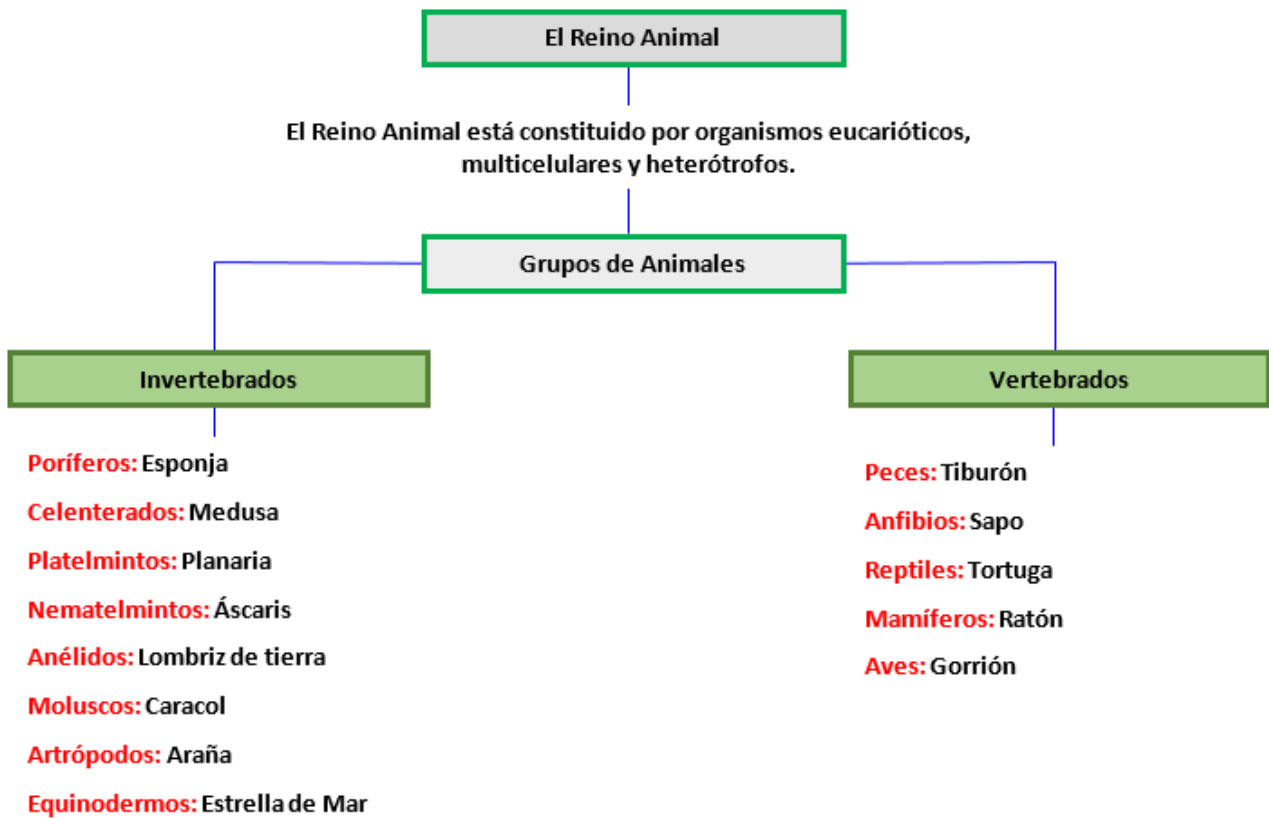 El Reino Animal
El Reino Animal está constituido por organismos eucarióticos,
multicelulares y heterótrofos.
Grupos de Animales
Invertebrados
Poríferos: Esponja
Celenterados: Medusa
Platelmintos: Planaria
Nematelmintos: Áscaris
Anélidos: Lombriz de tierra
Moluscos: Caracol
Artrópodos: Araña
Equinodermos: Estrella de Mar
Vertebrados
Peces: Tiburón
Anfibios: Sapo
Reptiles: Tortuga
Mamíferos: Ratón
Aves: Gorrión